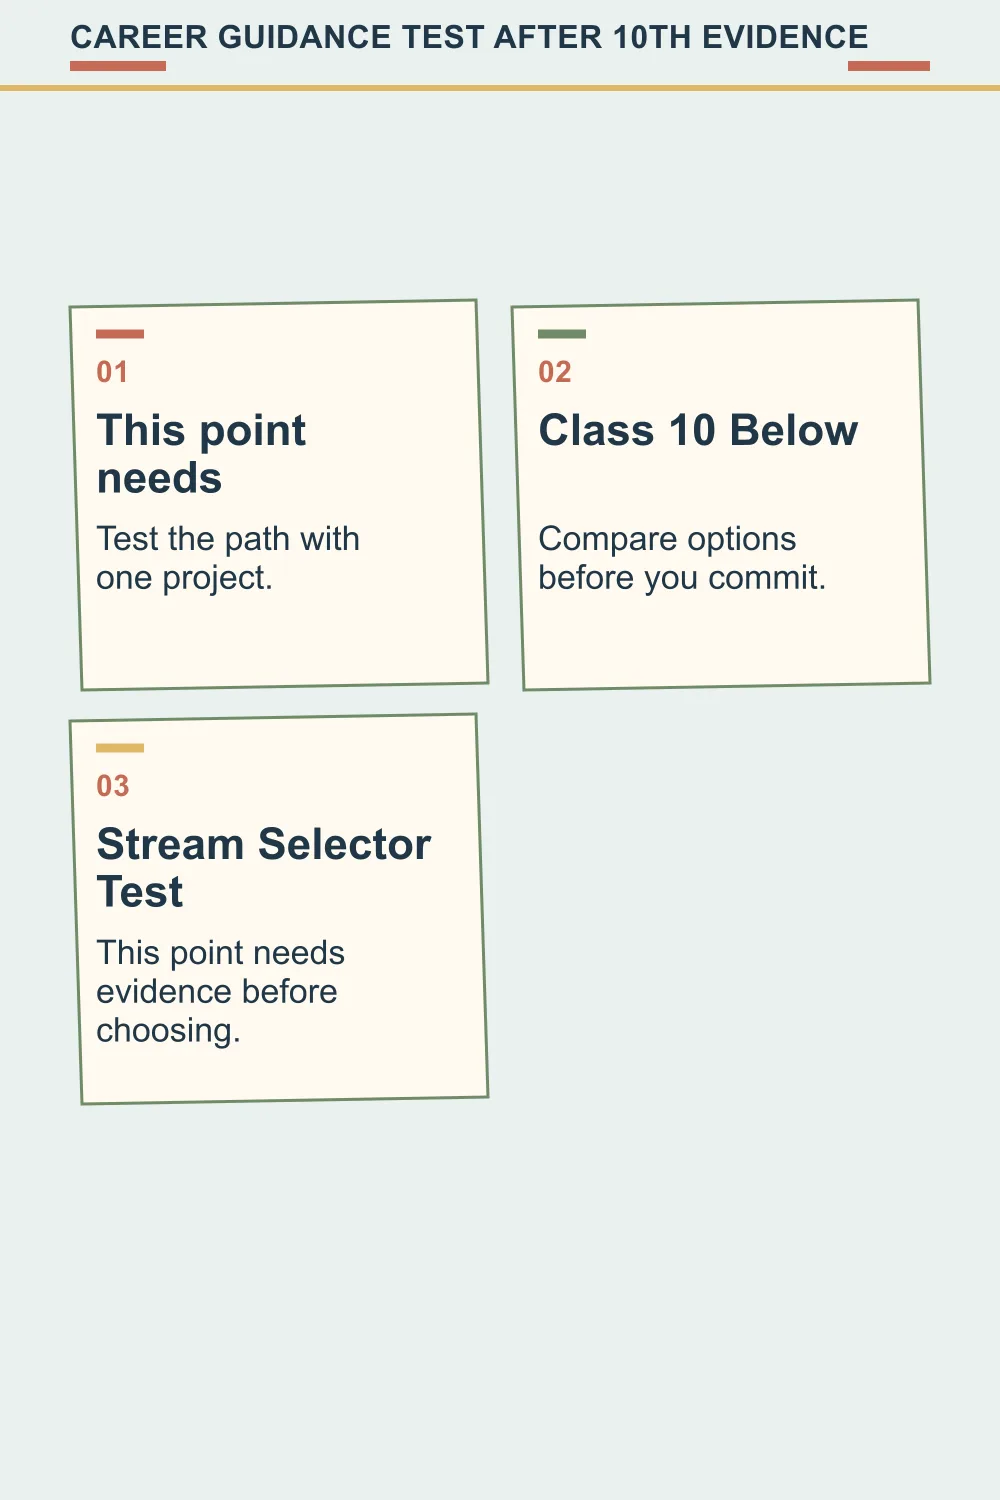 CAREER GUIDANCE TEST AFTER 10TH EVIDENCE
01
This point
needs
Test the path with
one project.
02
Class 10 Below
Compare options
before you commit.
03
Stream Selector
Test
This point needs
evidence before
choosing.